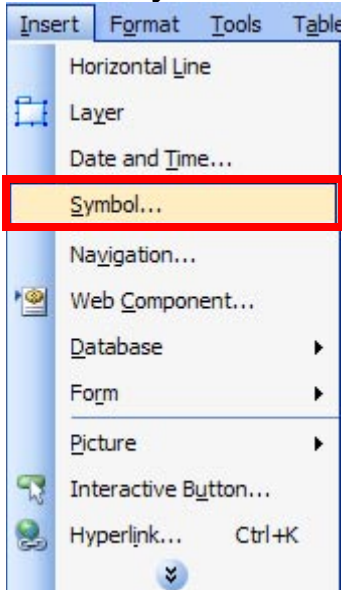 Insert Format Tools Table
Horizontal Line
Layer
Date and Time...
Symbol...
Navigation...
Web Component...
Database
Form
Picture
Interactive Button...
Hyperlink... Ctrl+K